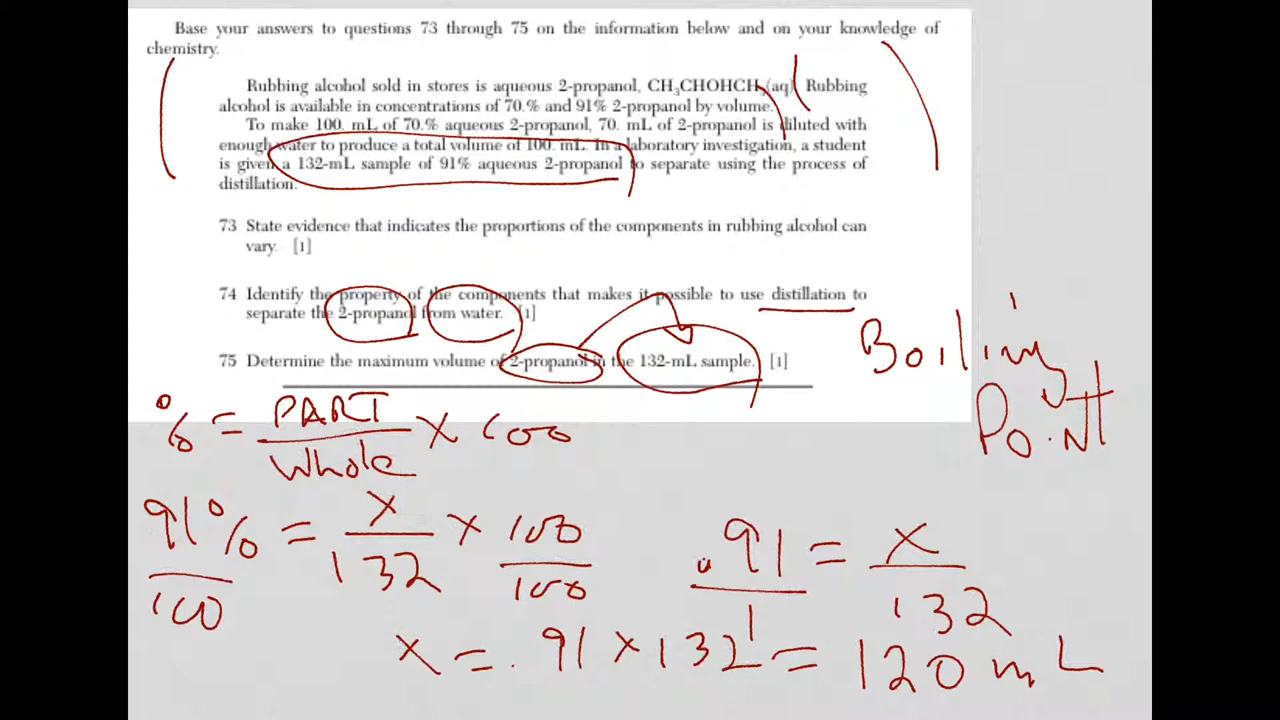 Base your answers to questions 73 through 75 on the information below and on your knowledge of
chemistry.
Rubbing alcohol sold in stores is aqueous 2-propanol, CH₃CHOHCH₃(aq). Rubbing
alcohol is available in concentrations of 70.% and 91% 2-propanol by volume.
To make 100. mL of 70.% aqueous 2-propanol, 70. mL of 2-propanol is diluted with
enough water to produce a total volume of 100. mL. In a laboratory investigation, a student
is given a 132-mL sample of 91% aqueous 2-propanol to separate using the process of
distillation.
73 State evidence that indicates the proportions of the components in rubbing alcohol can
vary. [1]
74 Identify the property of the components that makes it possible to use distillation to
separate the 2-propanol from water. [1]
75 Determine the maximum volume of 2-propanol in the 132-mL sample. [1]
Boiling
Point
% = PART / Whole × 100
91% / 100 = x / 132 × 100 / 100
.91 / 1 = x / 132
x = .91 × 132 = 120 mL